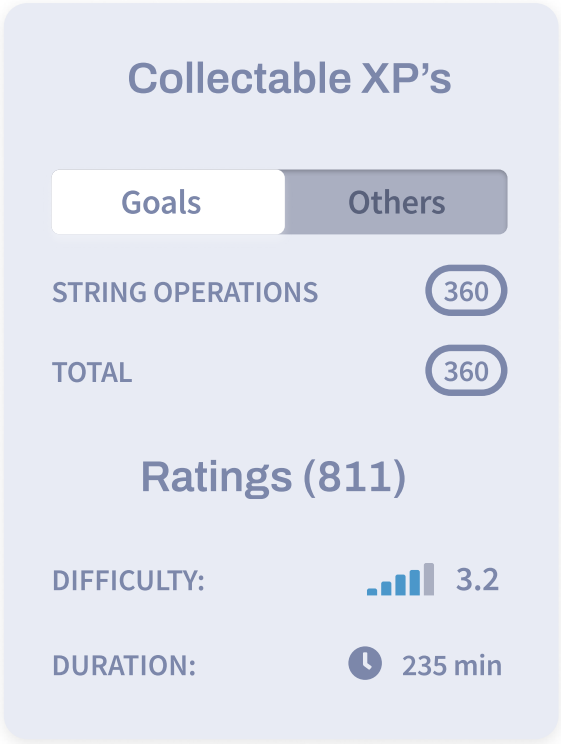 Collectable XP’s
Goals Others
STRING OPERATIONS 360
TOTAL 360
Ratings (811)
DIFFICULTY: 3.2
DURATION: 235 min